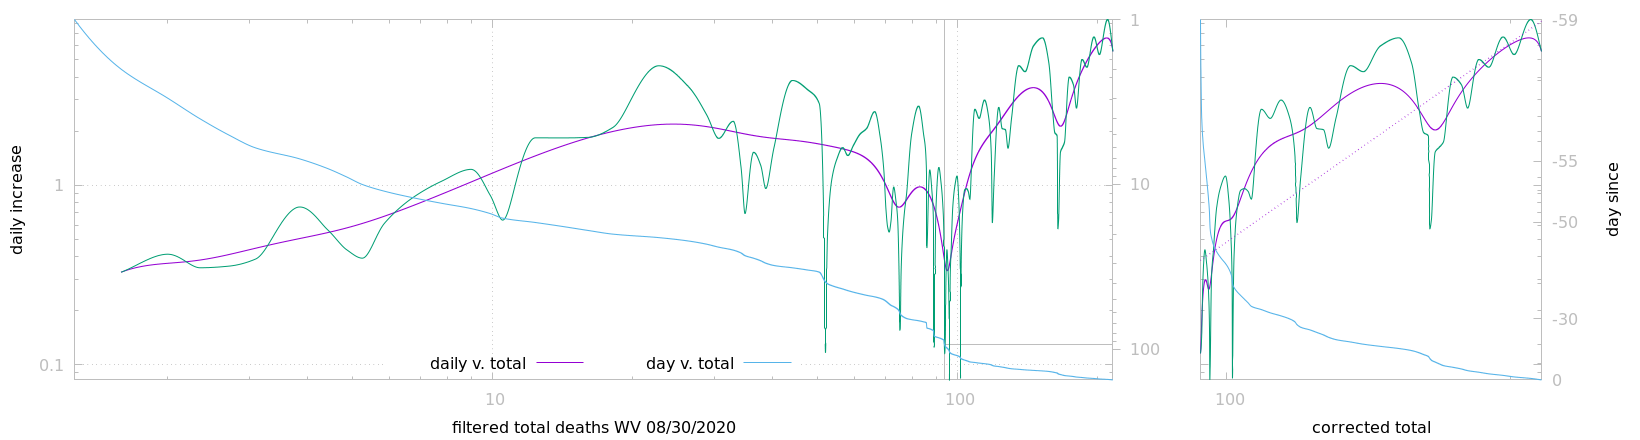 daily increase
1
0.1
daily v. total
day v. total
10
100
filtered total deaths WV 08/30/2020
1
10
100
100
corrected total
-59
-55
-50
-30
0
day since